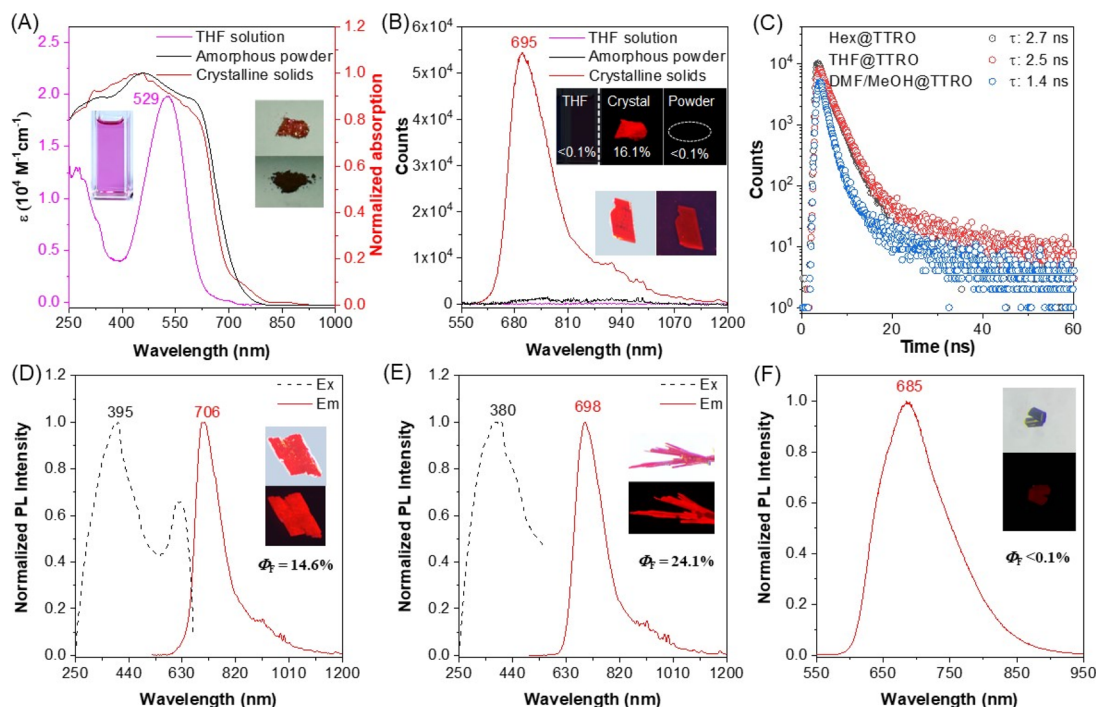 (A)
THF solution
Amorphous powder
Crystalline solids
529
2.5
2.0
1.5
1.0
0.5
0.0
ε (10⁴ M⁻¹cm⁻¹)
1.2
1.0
0.8
0.6
0.4
0.2
0.0
Normalized absorption
250 400 550 700 850 1000
Wavelength (nm)
(B)
695
THF solution
Amorphous powder
Crystalline solids
THF Crystal Powder
<0.1% 16.1% <0.1%
6x10⁴
5x10⁴
4x10⁴
3x10⁴
2x10⁴
1x10⁴
0
Counts
550 680 810 940 1070 1200
Wavelength (nm)
(C)
Hex@TTRO τ: 2.7 ns
THF@TTRO τ: 2.5 ns
DMF/MeOH@TTRO τ: 1.4 ns
10⁵
10⁴
10³
10²
10¹
10⁰
Counts
0 20 40 60
Time (ns)
(D)
Ex
Em
395
706
ΦF = 14.6%
1.2
1.0
0.8
0.6
0.4
0.2
0.0
Normalized PL Intensity
250 440 630 820 1010 1200
Wavelength (nm)
(E)
Ex
Em
380
698
ΦF = 24.1%
1.2
1.0
0.8
0.6
0.4
0.2
0.0
Normalized PL Intensity
250 440 630 820 1010 1200
Wavelength (nm)
(F)
685
ΦF <0.1%
1.0
0.8
0.6
0.4
0.2
0.0
Normalized PL Intensity
550 650 750 850 950
Wavelength (nm)